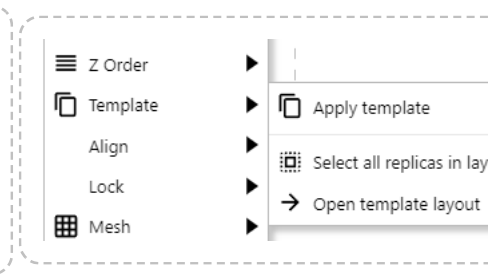 Z Order
Template
Align
Lock
Mesh
Apply template
Select all replicas in lay
Open template layout